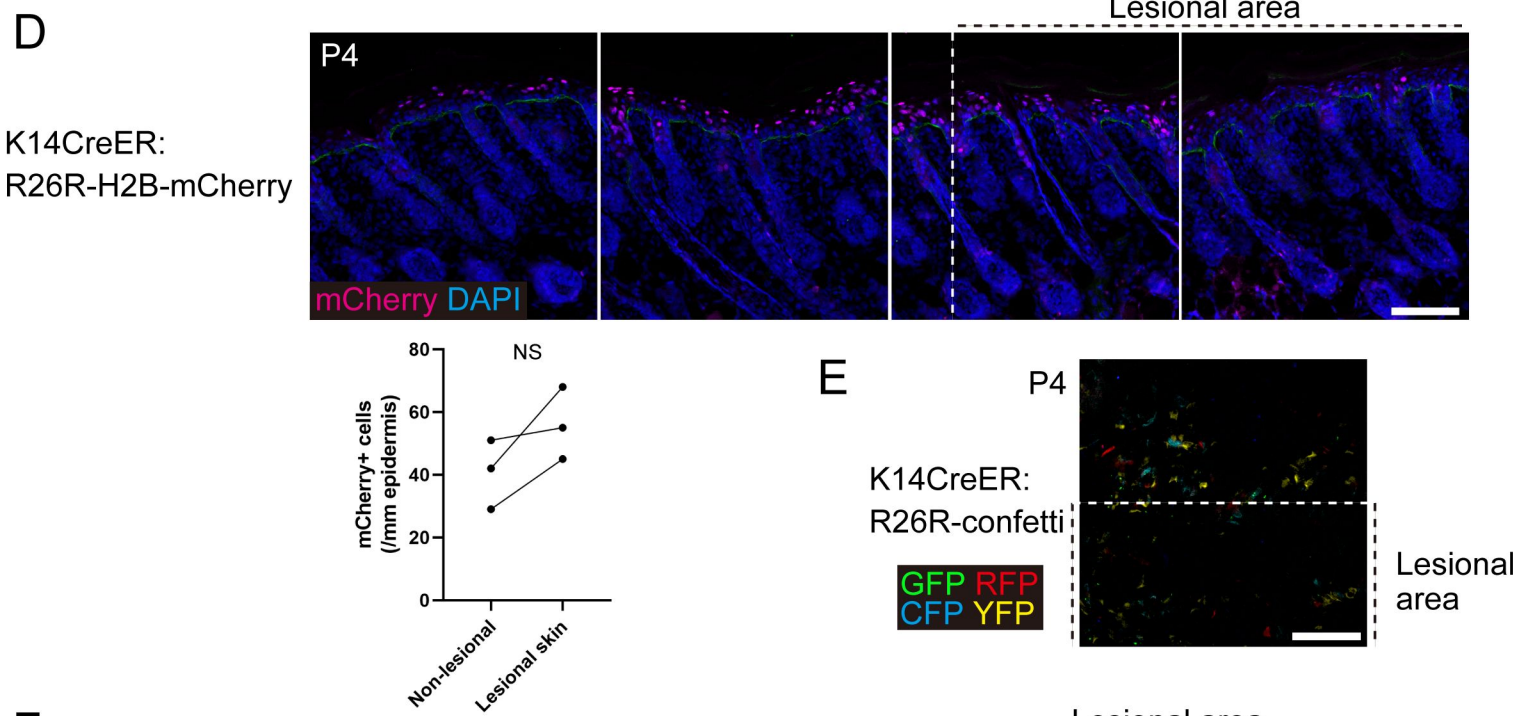 Lesional area
D
P4
K14CreER:
R26R-H2B-mCherry
mCherry DAPI
80
60
40
20
0
NS
mCherry+ cells
(/mm epidermis)
Non-lesional
Lesional skin
E
P4
K14CreER:
R26R-confetti
GFP RFP
CFP YFP
Lesional
area
Lesional area